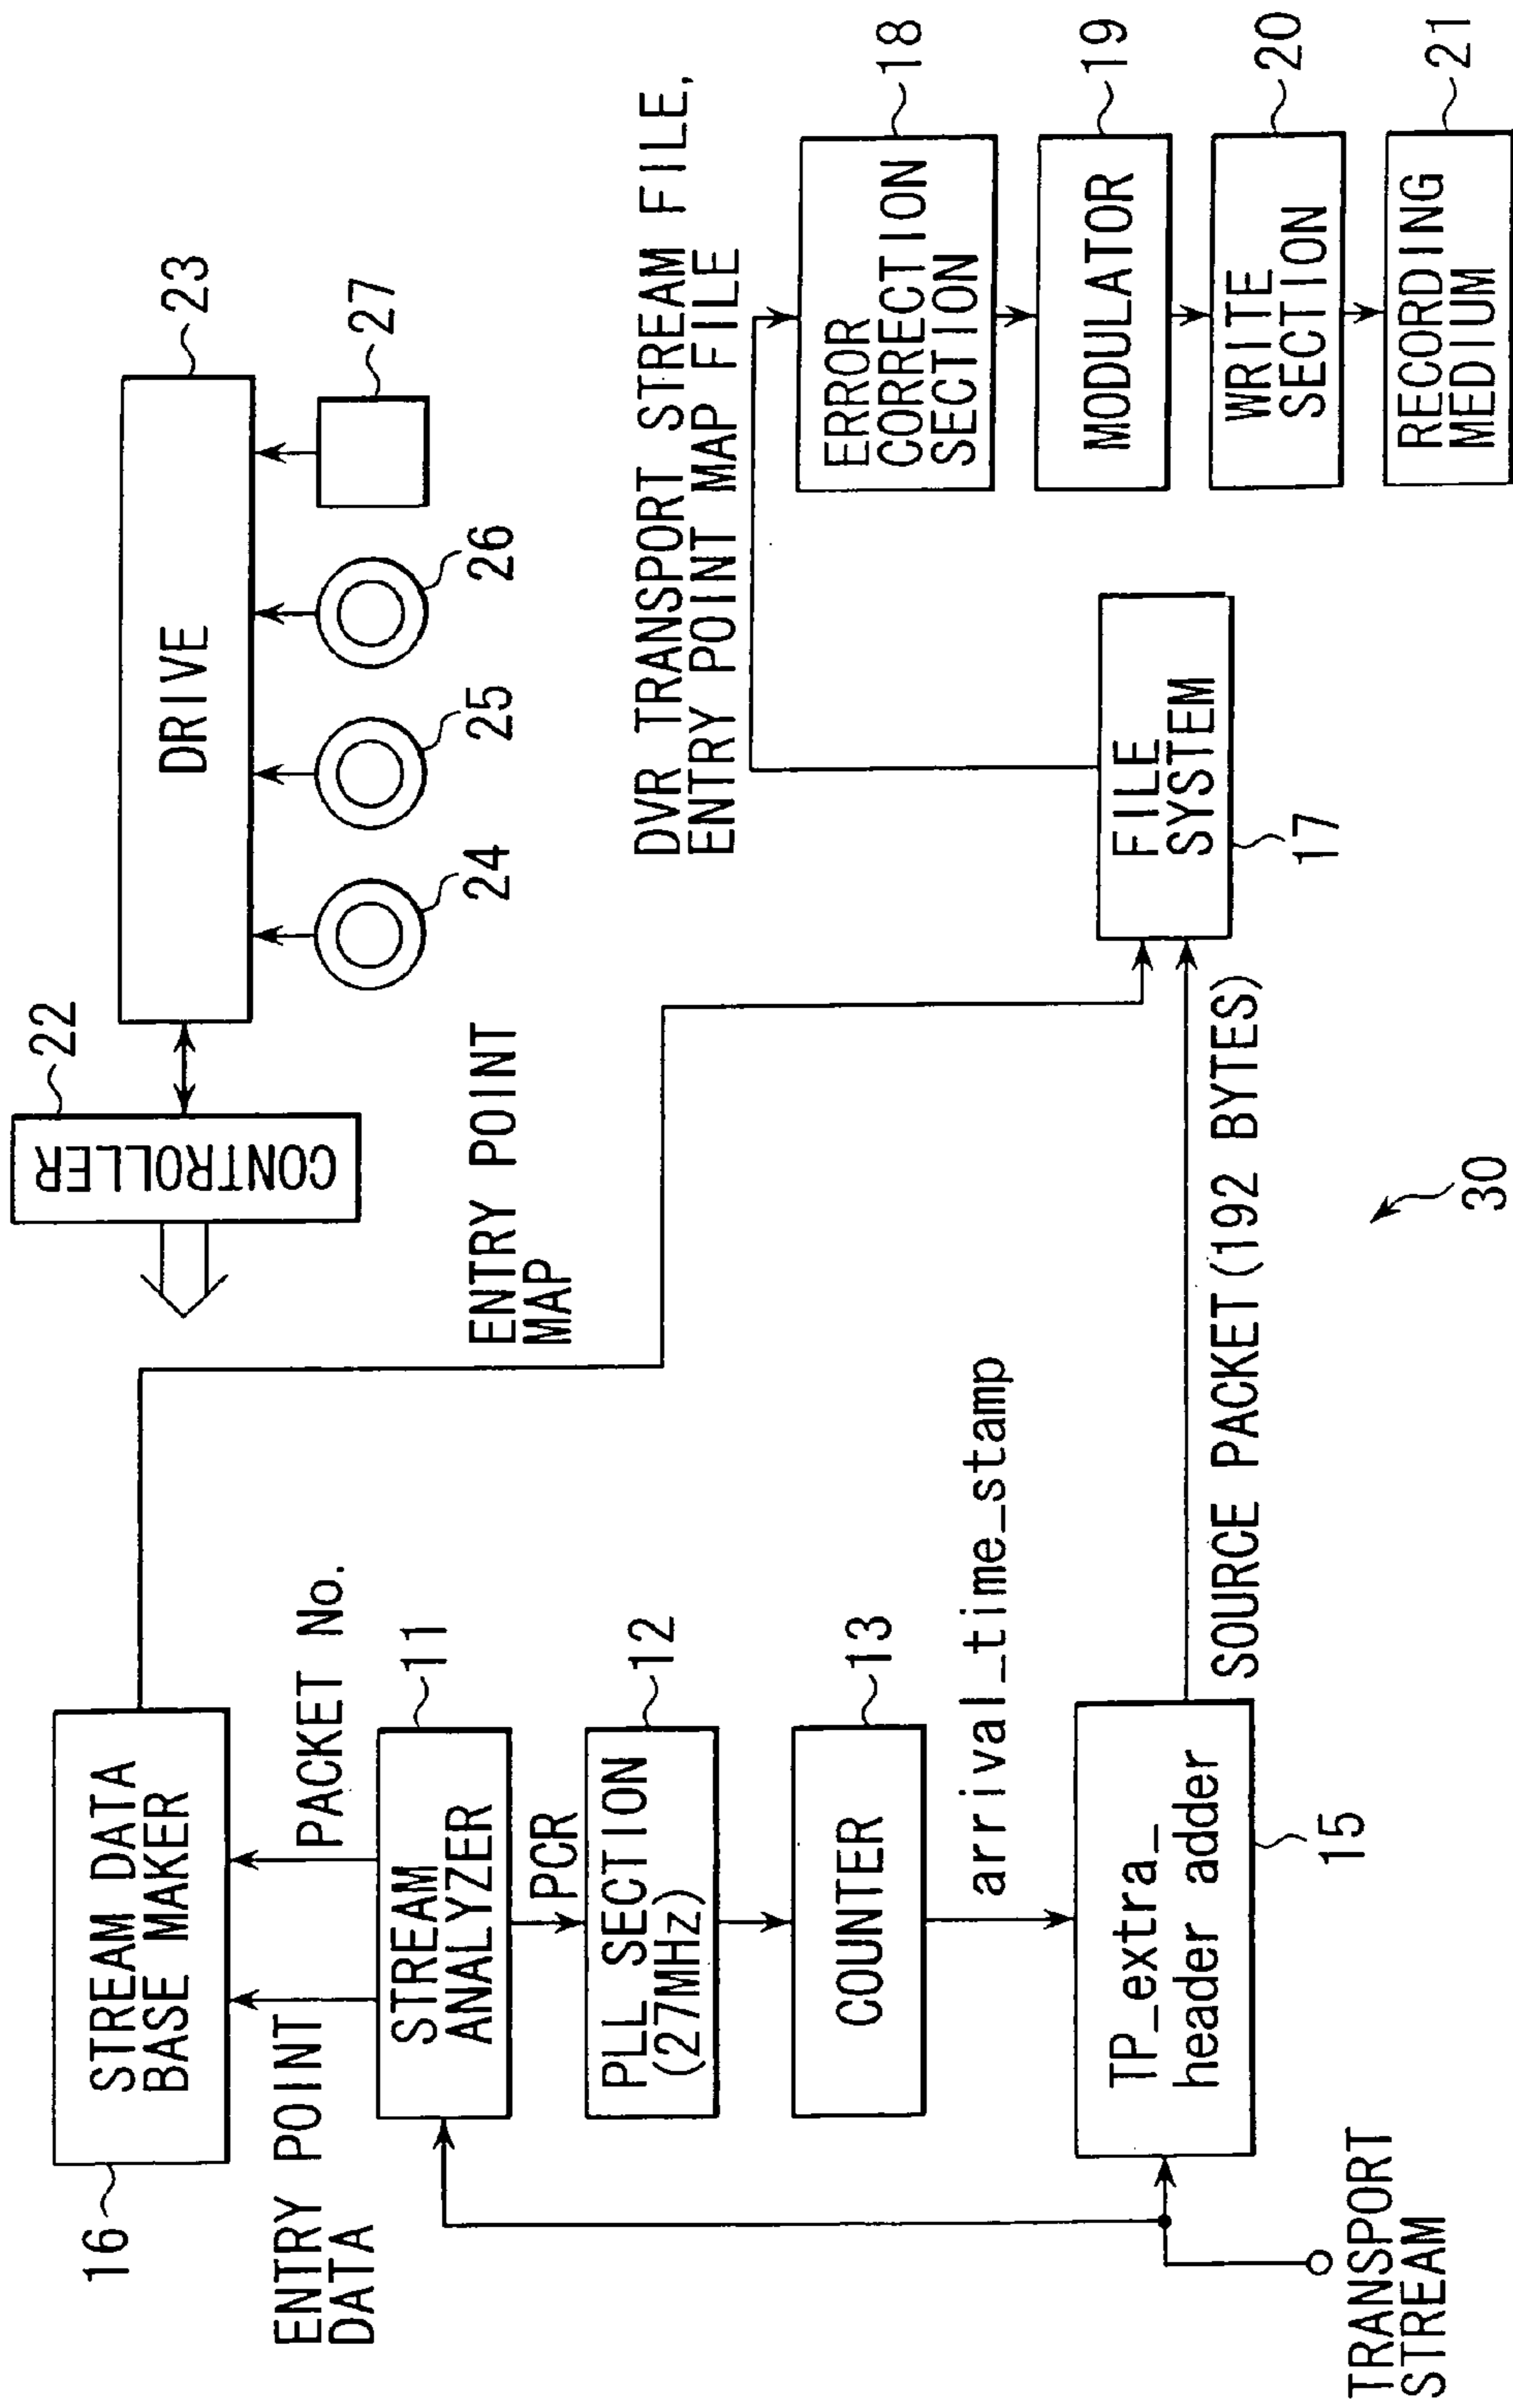 16
STREAM DATA
BASE MAKER
ENTRY POINT
DATA
PACKET No.
STREAM
ANALYZER
11
PCR
PLL SECTION
(27MHz)
12
COUNTER
13
arrival_time_stamp
TP_extra_
header adder
15
TRANSPORT
STREAM
SOURCE PACKET (192 BYTES)
ENTRY POINT
MAP
CONTROLLER
22
DRIVE
23
24
25
26
27
FILE
SYSTEM
17
DVR TRANSPORT STREAM FILE,
ENTRY POINT MAP FILE
ERROR
CORRECTION
SECTION
18
MODULATOR
19
WRITE
SECTION
20
RECORDING
MEDIUM
21
30